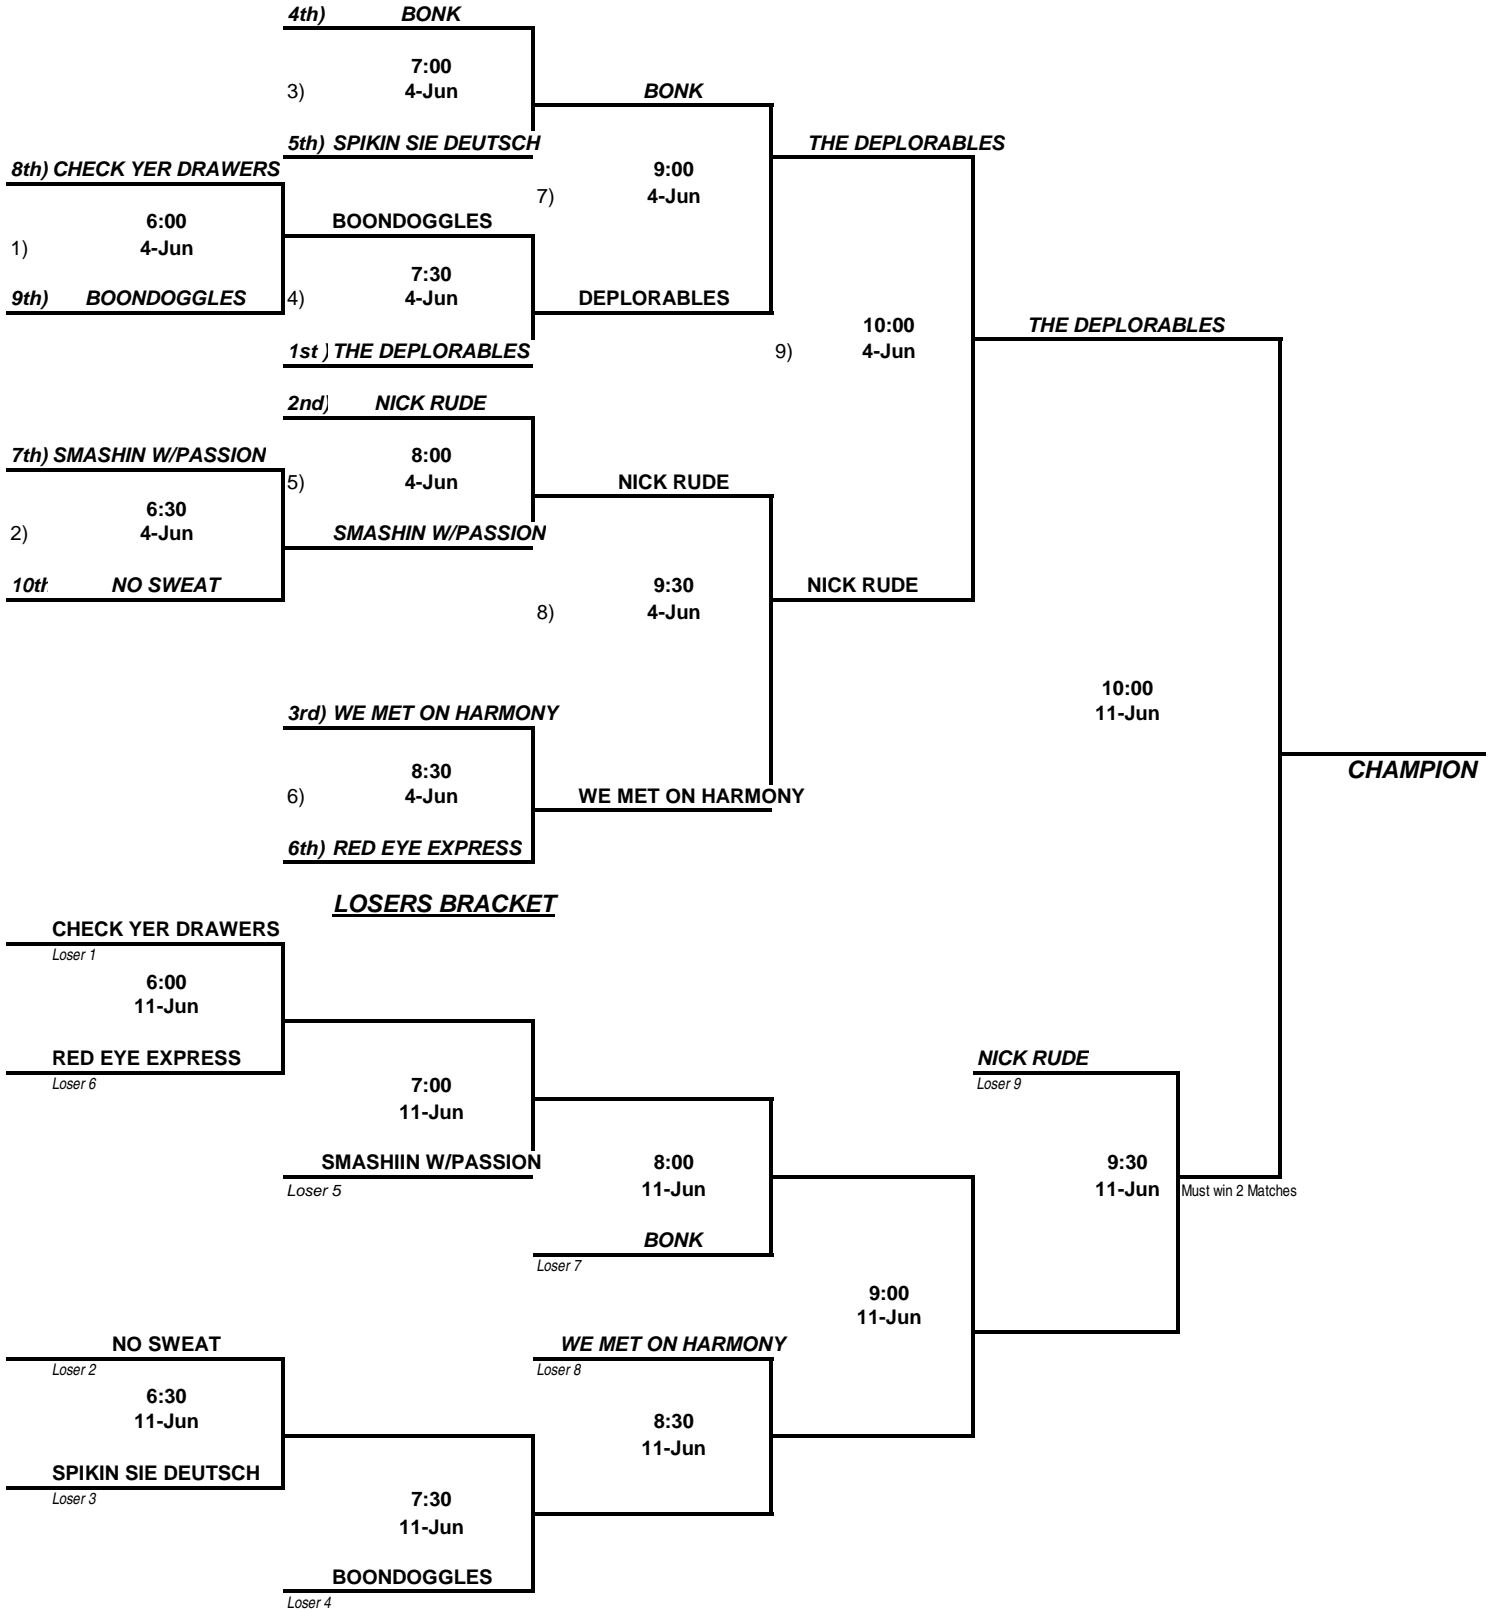 4th) BONK
7:00
3) 4-Jun BONK
5th) SPIKIN SIE DEUTSCH THE DEPLORABLES
8th) CHECK YER DRAWERS 9:00
7) 4-Jun
6:00 BOONDOGGLES
1) 4-Jun
7:30
9th) BOONDOGGLES 4) 4-Jun DEPLORABLES
10:00 THE DEPLORABLES
1st ) THE DEPLORABLES 9) 4-Jun
2nd) NICK RUDE
7th) SMASHIN W/PASSION 8:00
5) 4-Jun NICK RUDE
6:30
2) 4-Jun SMASHIN W/PASSION
10th NO SWEAT 9:30 NICK RUDE
8) 4-Jun
10:00
3rd) WE MET ON HARMONY 11-Jun
8:30 CHAMPION
6) 4-Jun WE MET ON HARMONY
6th) RED EYE EXPRESS
LOSERS BRACKET
CHECK YER DRAWERS
Loser 1
6:00
11-Jun
RED EYE EXPRESS NICK RUDE
Loser 6 7:00 Loser 9
11-Jun
SMASHIIN W/PASSION 8:00 9:30
Loser 5 11-Jun 11-Jun Must win 2 Matches
BONK
Loser 7
9:00
11-Jun
NO SWEAT WE MET ON HARMONY
Loser 2 Loser 8
6:30
11-Jun 8:30
11-Jun
SPIKIN SIE DEUTSCH
Loser 3 7:30
11-Jun
BOONDOGGLES
Loser 4